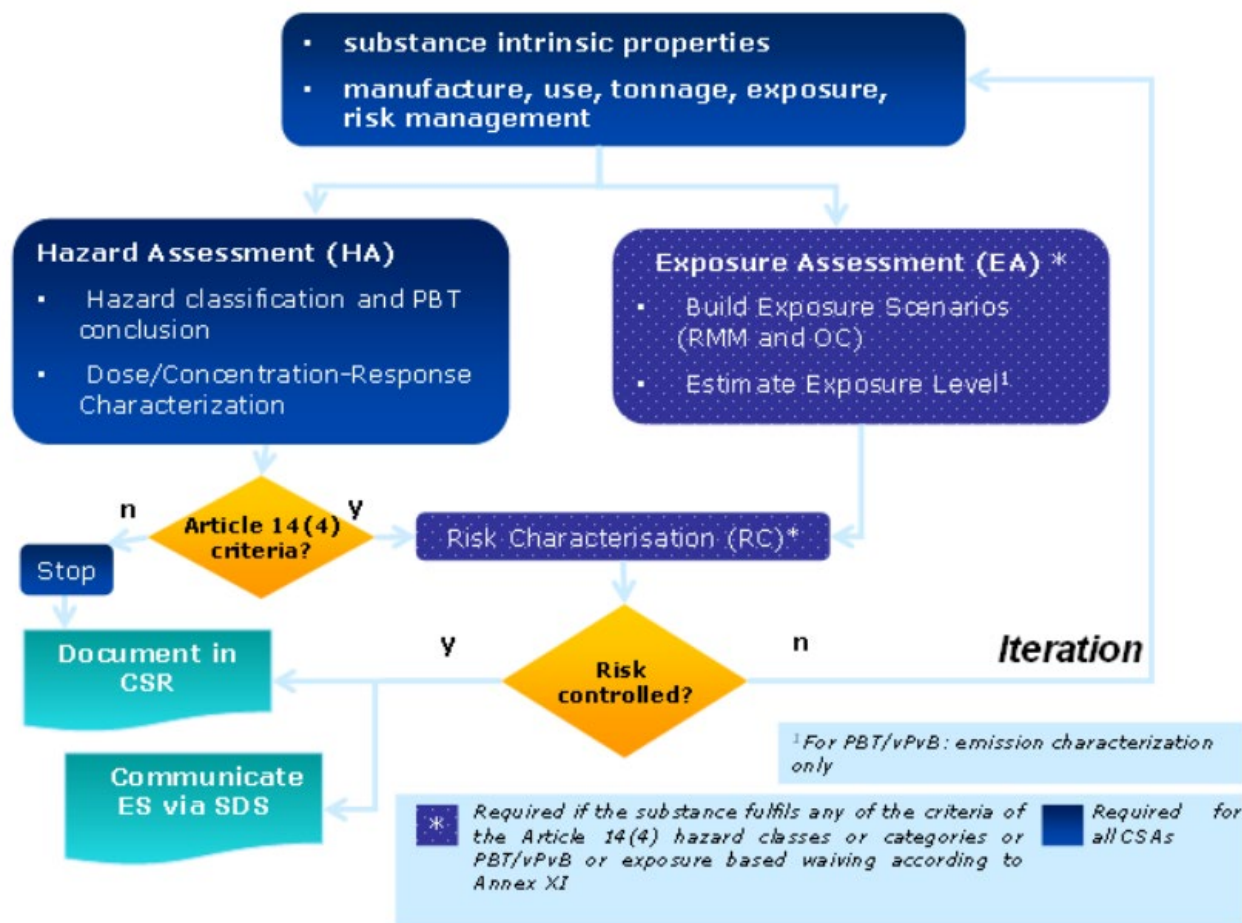 ▪ substance intrinsic properties
▪ manufacture, use, tonnage, exposure,
risk management
Hazard Assessment (HA)
▪ Hazard classification and PBT
conclusion
▪ Dose/Concentration-Response
Characterization
Exposure Assessment (EA) *
▪ Build Exposure Scenarios
(RMM and OC)
▪ Estimate Exposure Level¹
n
y
Article 14(4)
criteria?
Risk Characterisation (RC)*
Stop
Document in
CSR
y
Risk
controlled?
n
Iteration
Communicate
ES via SDS
¹For PBT/vPvB: emission characterization
only
* Required if the substance fulfils any of the criteria of
the Article 14(4) hazard classes or categories or
PBT/vPvB or exposure based waiving according to
Annex XI
Required for
all CSAs